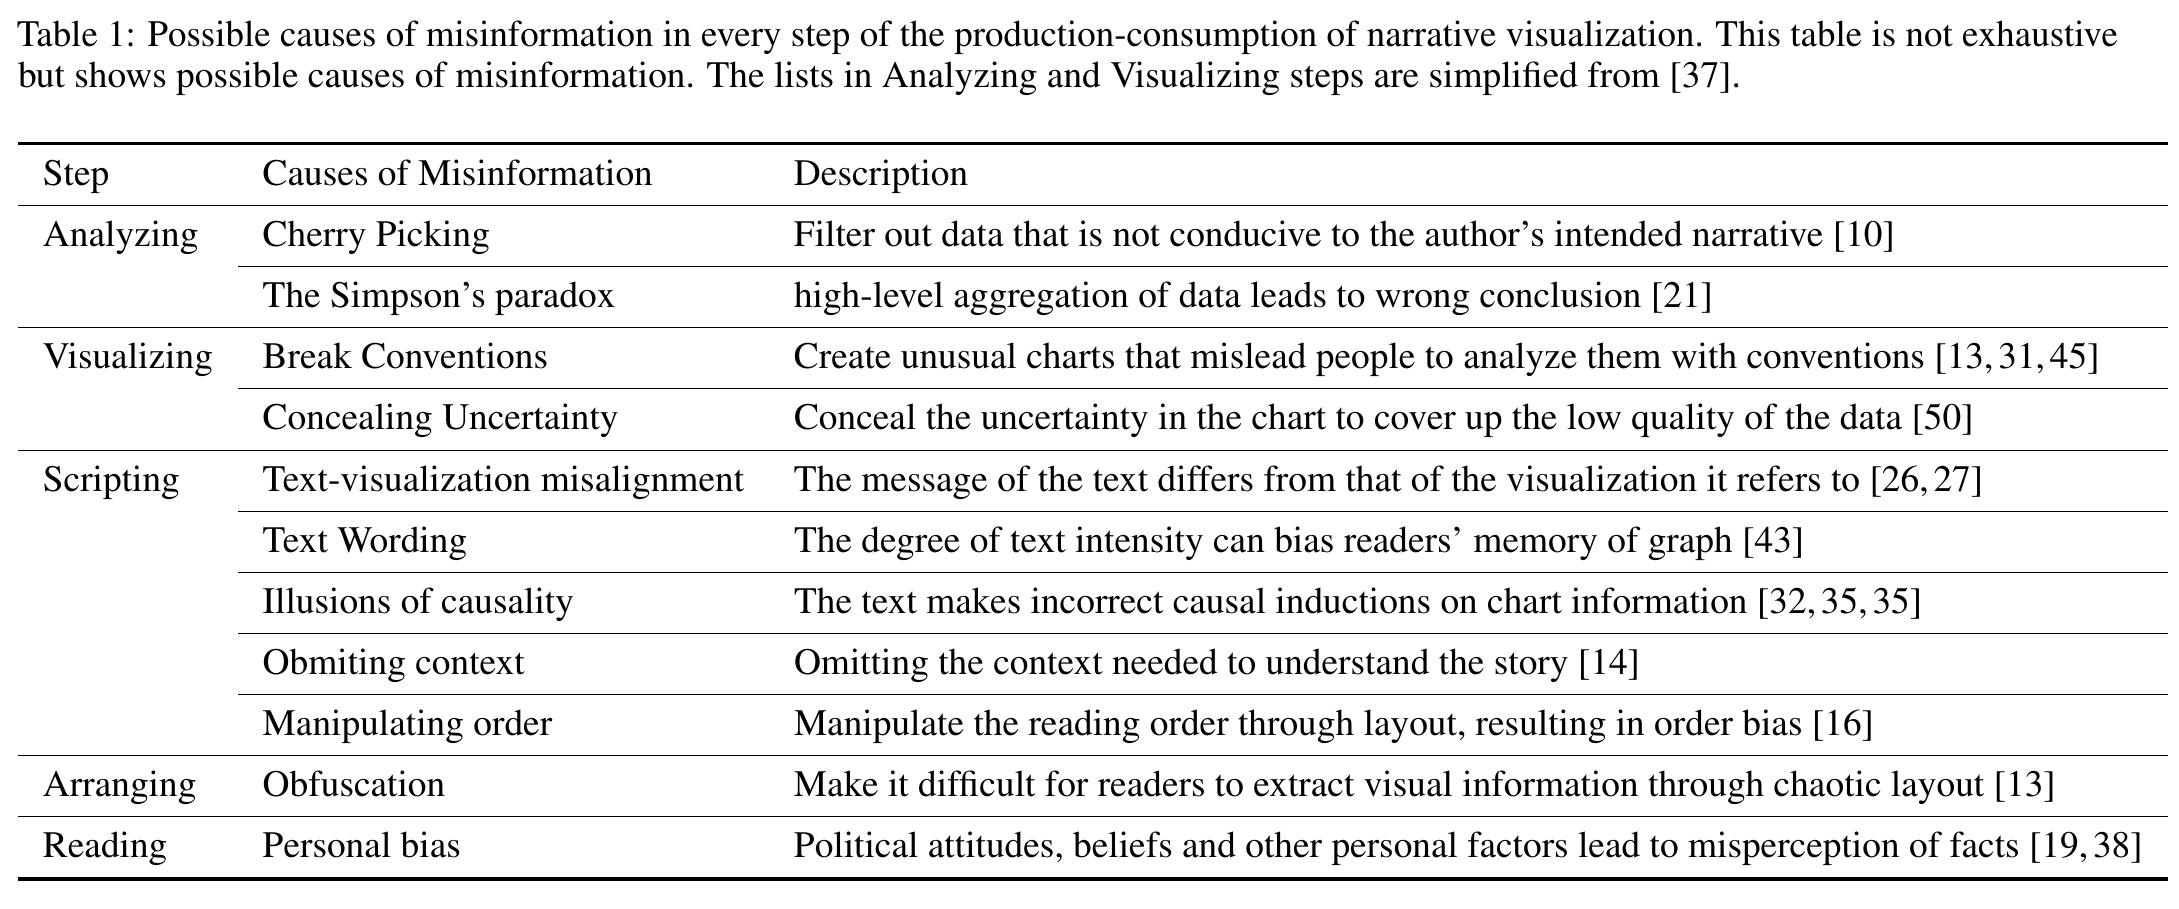 Table 1: Possible causes of misinformation in every step of the production-consumption of narrative visualization. This table is not exhaustive
but shows possible causes of misinformation. The lists in Analyzing and Visualizing steps are simplified from [37].
Step Causes of Misinformation Description
Analyzing Cherry Picking Filter out data that is not conducive to the author’s intended narrative [10]
The Simpson’s paradox high-level aggregation of data leads to wrong conclusion [21]
Visualizing Break Conventions Create unusual charts that mislead people to analyze them with conventions [13, 31, 45]
Concealing Uncertainty Conceal the uncertainty in the chart to cover up the low quality of the data [50]
Scripting Text-visualization misalignment The message of the text differs from that of the visualization it refers to [26, 27]
Text Wording The degree of text intensity can bias readers’ memory of graph [43]
Illusions of causality The text makes incorrect causal inductions on chart information [32, 35, 35]
Obmiting context Omitting the context needed to understand the story [14]
Manipulating order Manipulate the reading order through layout, resulting in order bias [16]
Arranging Obfuscation Make it difficult for readers to extract visual information through chaotic layout [13]
Reading Personal bias Political attitudes, beliefs and other personal factors lead to misperception of facts [19, 38]